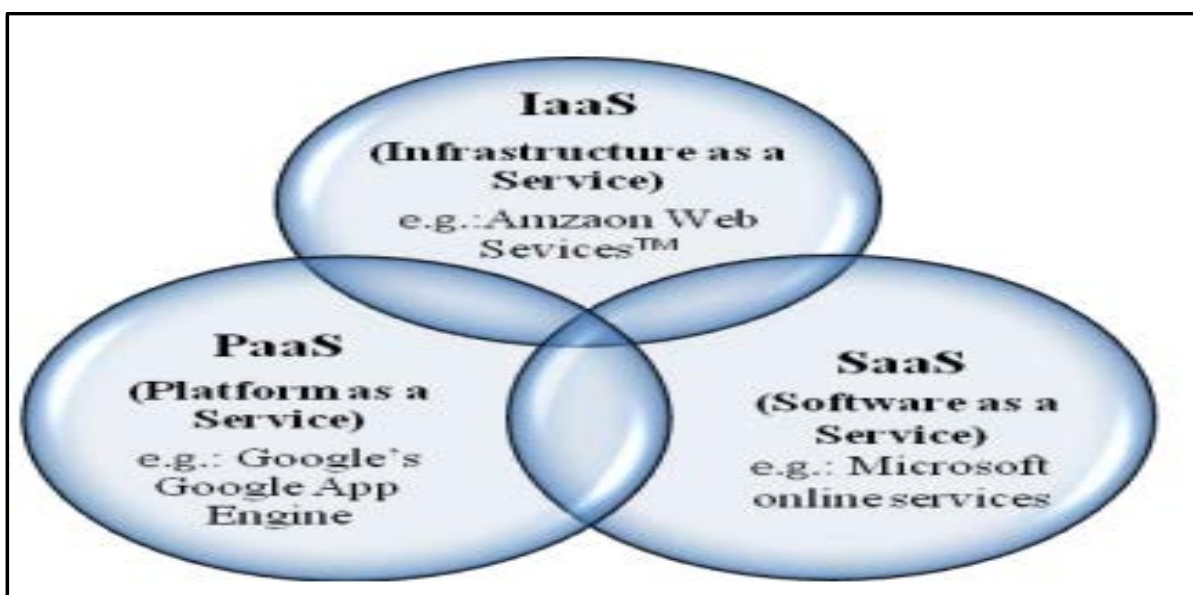 IaaS
(Infrastructure as a
Service)
e.g.:Amzaon Web
Sevices™
PaaS
(Platform as a
Service)
e.g.: Google's
Google App
Engine
SaaS
(Software as a
Service)
e.g.: Microsoft
online services